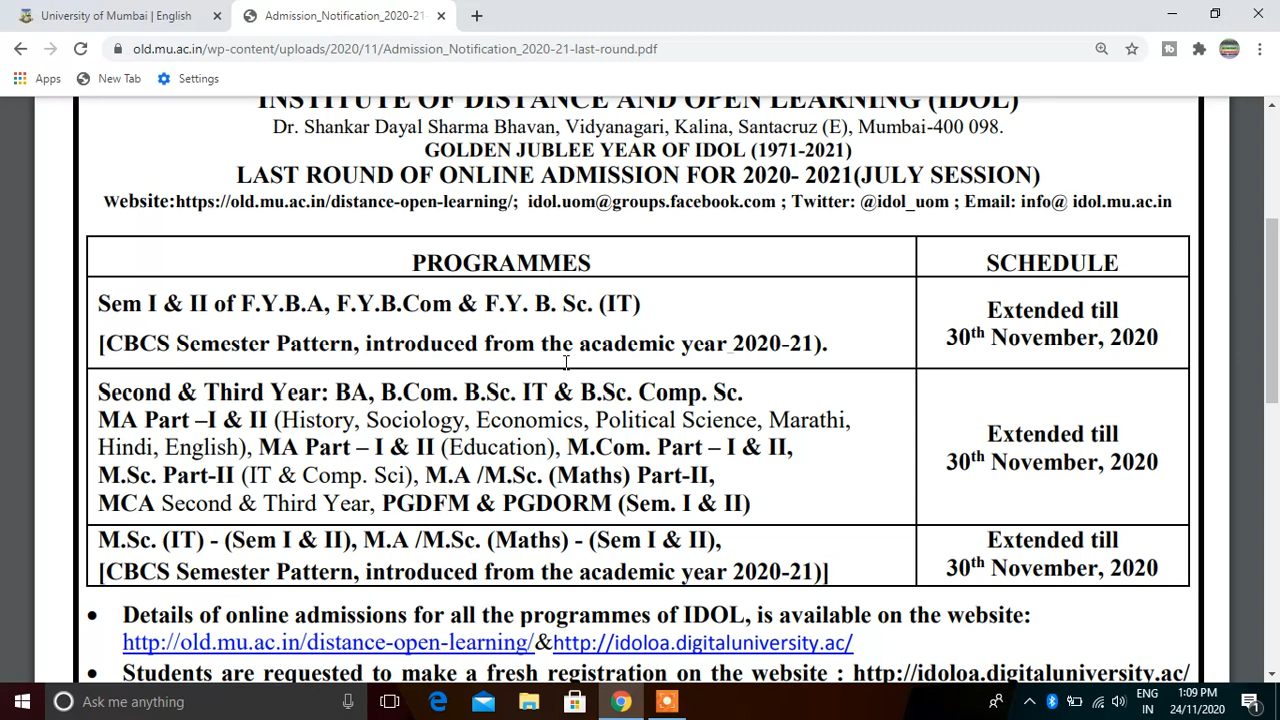 University of Mumbai | English
Admission_Notification_2020-21-
old.mu.ac.in/wp-content/uploads/2020/11/Admission_Notification_2020-21-last-round.pdf
Apps New Tab Settings
INSTITUTE OF DISTANCE AND OPEN LEARNING (IDOL)
Dr. Shankar Dayal Sharma Bhavan, Vidyanagari, Kalina, Santacruz (E), Mumbai-400 098.
GOLDEN JUBLEE YEAR OF IDOL (1971-2021)
LAST ROUND OF ONLINE ADMISSION FOR 2020- 2021(JULY SESSION)
Website:https://old.mu.ac.in/distance-open-learning/; idol.uom@groups.facebook.com ; Twitter: @idol_uom ; Email: info@ idol.mu.ac.in
PROGRAMMES
SCHEDULE
Sem I & II of F.Y.B.A, F.Y.B.Com & F.Y. B. Sc. (IT)
[CBCS Semester Pattern, introduced from the academic year 2020-21).
Extended till
30th November, 2020
Second & Third Year: BA, B.Com. B.Sc. IT & B.Sc. Comp. Sc.
MA Part –I & II (History, Sociology, Economics, Political Science, Marathi,
Hindi, English), MA Part – I & II (Education), M.Com. Part – I & II,
M.Sc. Part-II (IT & Comp. Sci), M.A /M.Sc. (Maths) Part-II,
MCA Second & Third Year, PGDFM & PGDORM (Sem. I & II)
Extended till
30th November, 2020
M.Sc. (IT) - (Sem I & II), M.A /M.Sc. (Maths) - (Sem I & II),
[CBCS Semester Pattern, introduced from the academic year 2020-21)]
Extended till
30th November, 2020
• Details of online admissions for all the programmes of IDOL, is available on the website:
http://old.mu.ac.in/distance-open-learning/&http://idoloa.digitaluniversity.ac/
• Students are requested to make a fresh registration on the website : http://idoloa.digitaluniversity.ac/
Ask me anything
ENG
IN
1:09 PM
24/11/2020